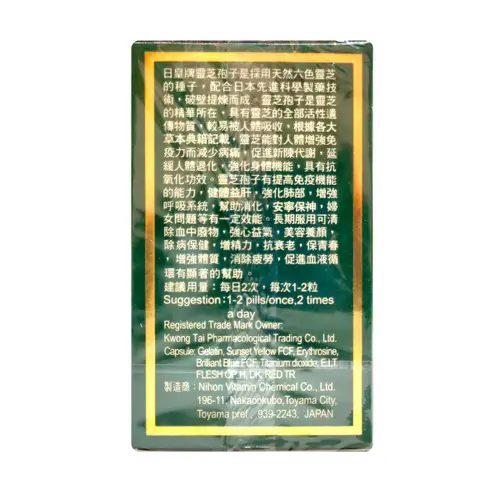 日皇牌靈芝孢子是採用天然六色靈芝
的種子，配合日本先進科學製藥技
術，破壁提煉而成。靈芝孢子是靈芝
的精華所在，具有靈芝的全部活性遺
傳物質，較易被人體吸收，根據各大
草本典籍記載，靈芝能對人體增強免
疫力而減少病痛，促進新陳代謝，延
緩人體退化，強化身體機能，具有抗
氧化功效。靈芝孢子有提高免疫機能
的能力，健體益肝，強化肺部，增強
呼吸系統，幫助消化，安寧保神，婦
女問題等有一定效能。長期服用可清
除血中廢物，強心益氣，美容養顏，
除病保健，增精力，抗衰老，保青春
，增強體質，消除疲勞，促進血液循
環有顯著的幫助。
建議用量：每日2次，每次1-2粒
Suggestion:1-2 pills/once,2 times
a day
Registered Trade Mark Owner:
Kwong Tai Pharmacological Trading Co., Ltd.
Capsule: Gelatin, Sunset Yellow FCF, Erythrosine,
Brilliant Blue FCF, Titanium dioxide,
FLESH OP H, DK, RED TR
製造商：Nihon Vitamin Chemical Co., Ltd.
196-11, Nakaokubo,Toyama City,
Toyama pref., 939-2243, JAPAN